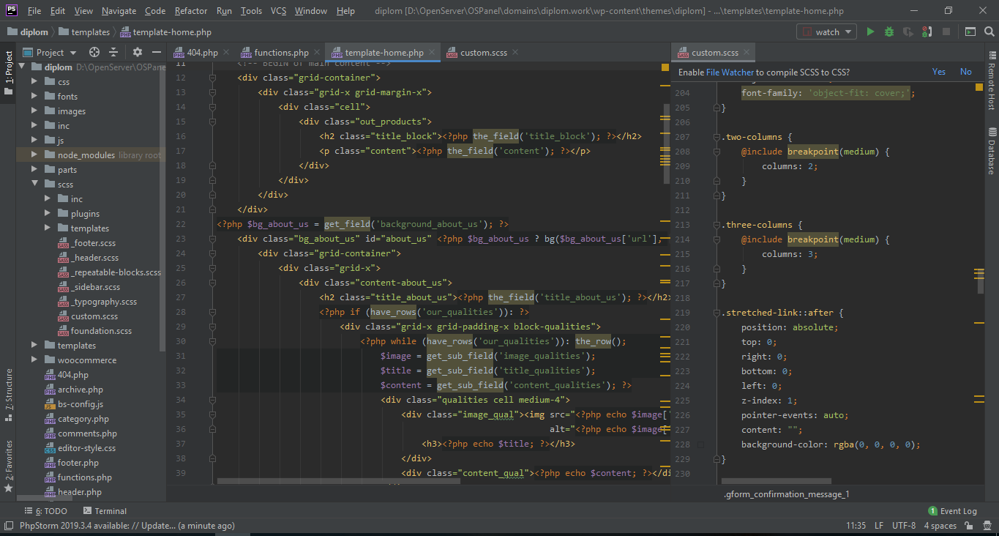 PS File Edit View Navigate Code Refactor Run Tools VCS Window Help diplom [D:\OpenServer\OSPanel\domains\diplom.work\wp-content\themes\diplom] - ...\templates\template-home.php
diplom templates template-home.php watch
1: Project
7: Structure
2: Favorites
Project
diplom D:\OpenServer\OSPane
css
fonts
images
inc
js
node_modules library root
parts
scss
inc
plugins
templates
_footer.scss
_header.scss
_repeatable-blocks.scss
_sidebar.scss
_typography.scss
custom.scss
foundation.scss
templates
woocommerce
404.php
archive.php
bs-config.js
category.php
comments.php
editor-style.css
footer.php
functions.php
header.php
404.php functions.php template-home.php custom.scss
11 <!-- BEGIN of main content -->
12 <div class="grid-container">
13 <div class="grid-x grid-margin-x">
14 <div class="cell">
15 <div class="out_products">
16 <h2 class="title_block"><?php the_field('title_block'); ?></h2>
17 <p class="content"><?php the_field('content'); ?></p>
18 </div>
19 </div>
20 </div>
21 </div>
22 <?php $bg_about_us = get_field('background_about_us'); ?>
23 <div class="bg_about_us" id="about_us" <?php $bg_about_us ? bg($bg_about_us['url'],
24 <div class="grid-container">
25 <div class="grid-x">
26 <div class="content-about_us">
27 <h2 class="title_about_us"><?php the_field('title_about_us'); ?></h2
28 <?php if (have_rows('our_qualities')): ?>
29 <div class="grid-x grid-padding-x block-qualities">
30 <?php while (have_rows('our_qualities')): the_row();
31 $image = get_sub_field('image_qualities');
32 $title = get_sub_field('title_qualities');
33 $content = get_sub_field('content_qualities'); ?>
34 <div class="qualities cell medium-4">
35 <div class="image_qual"><img src="<?php echo $image['
36 alt="<?php echo $image[
37 <h3><?php echo $title; ?></h3>
38 </div>
39 <div class="content_qual"><?php echo $content; ?></di
custom.scss
Enable File Watcher to compile SCSS to CSS? Yes No
204 font-family: 'object-fit: cover;';
205 }
206
207 .two-columns {
208 @include breakpoint(medium) {
209 columns: 2;
210 }
211 }
212
213 .three-columns {
214 @include breakpoint(medium) {
215 columns: 3;
216 }
217 }
218
219 .stretched-link::after {
220 position: absolute;
221 top: 0;
222 right: 0;
223 bottom: 0;
224 left: 0;
225 z-index: 1;
226 pointer-events: auto;
227 content: "";
228 background-color: rgba(0, 0, 0, 0);
229 }
230
.gform_confirmation_message_1
Remote Host
Database
6: TODO Terminal 1 Event Log
PhpStorm 2019.3.4 available: // Update... (a minute ago) 11:35 LF UTF-8 4 spaces